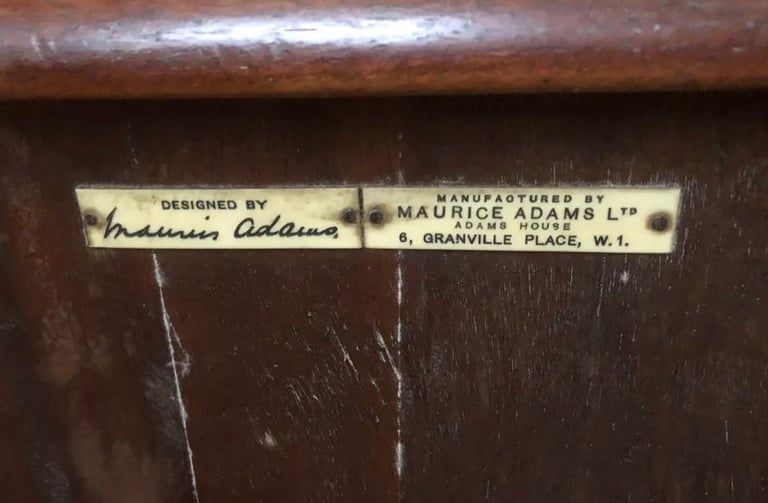 DESIGNED BY
Maurice Adams.
MANUFACTURED BY
MAURICE ADAMS LTD
ADAMS HOUSE
6, GRANVILLE PLACE, W.1.